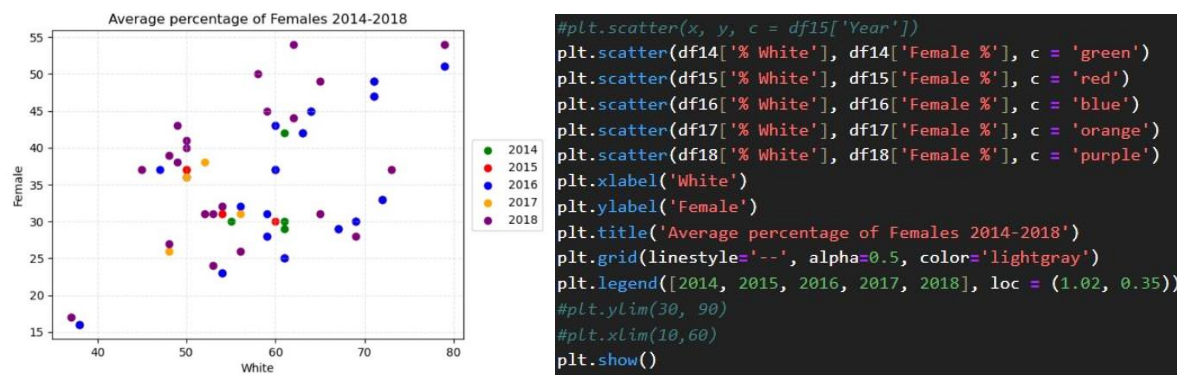 Average percentage of Females 2014-2018
55
50
45
40
35
30
25
20
15
Female
40 50 60 70 80
White
2014
2015
2016
2017
2018
#plt.scatter(x, y, c = df15['Year'])
plt.scatter(df14['% White'], df14['Female %'], c = 'green')
plt.scatter(df15['% White'], df15['Female %'], c = 'red')
plt.scatter(df16['% White'], df16['Female %'], c = 'blue')
plt.scatter(df17['% White'], df17['Female %'], c = 'orange')
plt.scatter(df18['% White'], df18['Female %'], c = 'purple')
plt.xlabel('White')
plt.ylabel('Female')
plt.title('Average percentage of Females 2014-2018')
plt.grid(linestyle='--', alpha=0.5, color='lightgray')
plt.legend([2014, 2015, 2016, 2017, 2018], loc = (1.02, 0.35))
#plt.ylim(30, 90)
#plt.xlim(10,60)
plt.show()